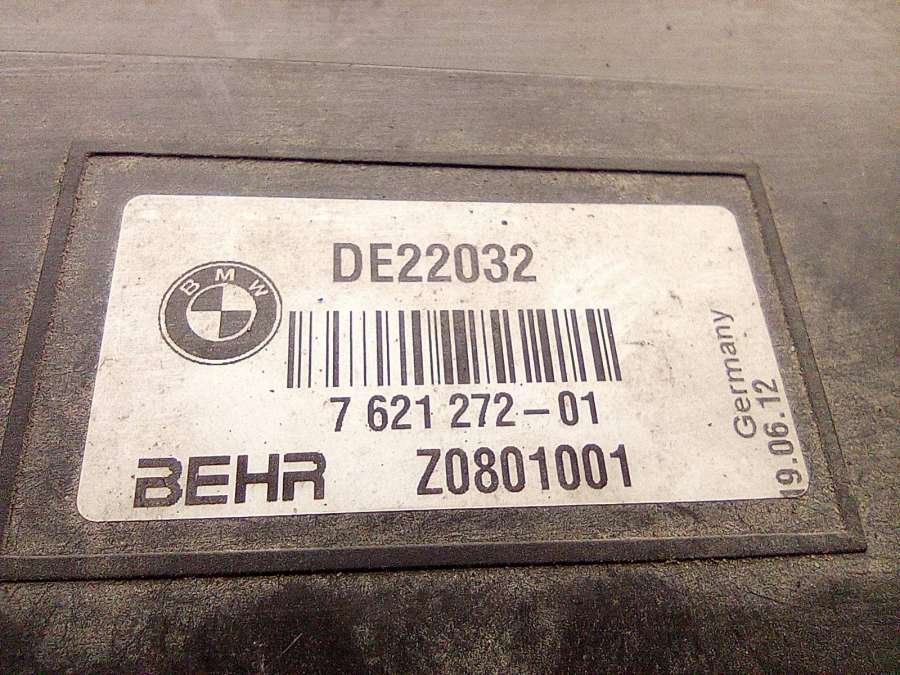 DE22032
BMW
7 621 272-01
BEHR Z0801001
Germany
19.06.12